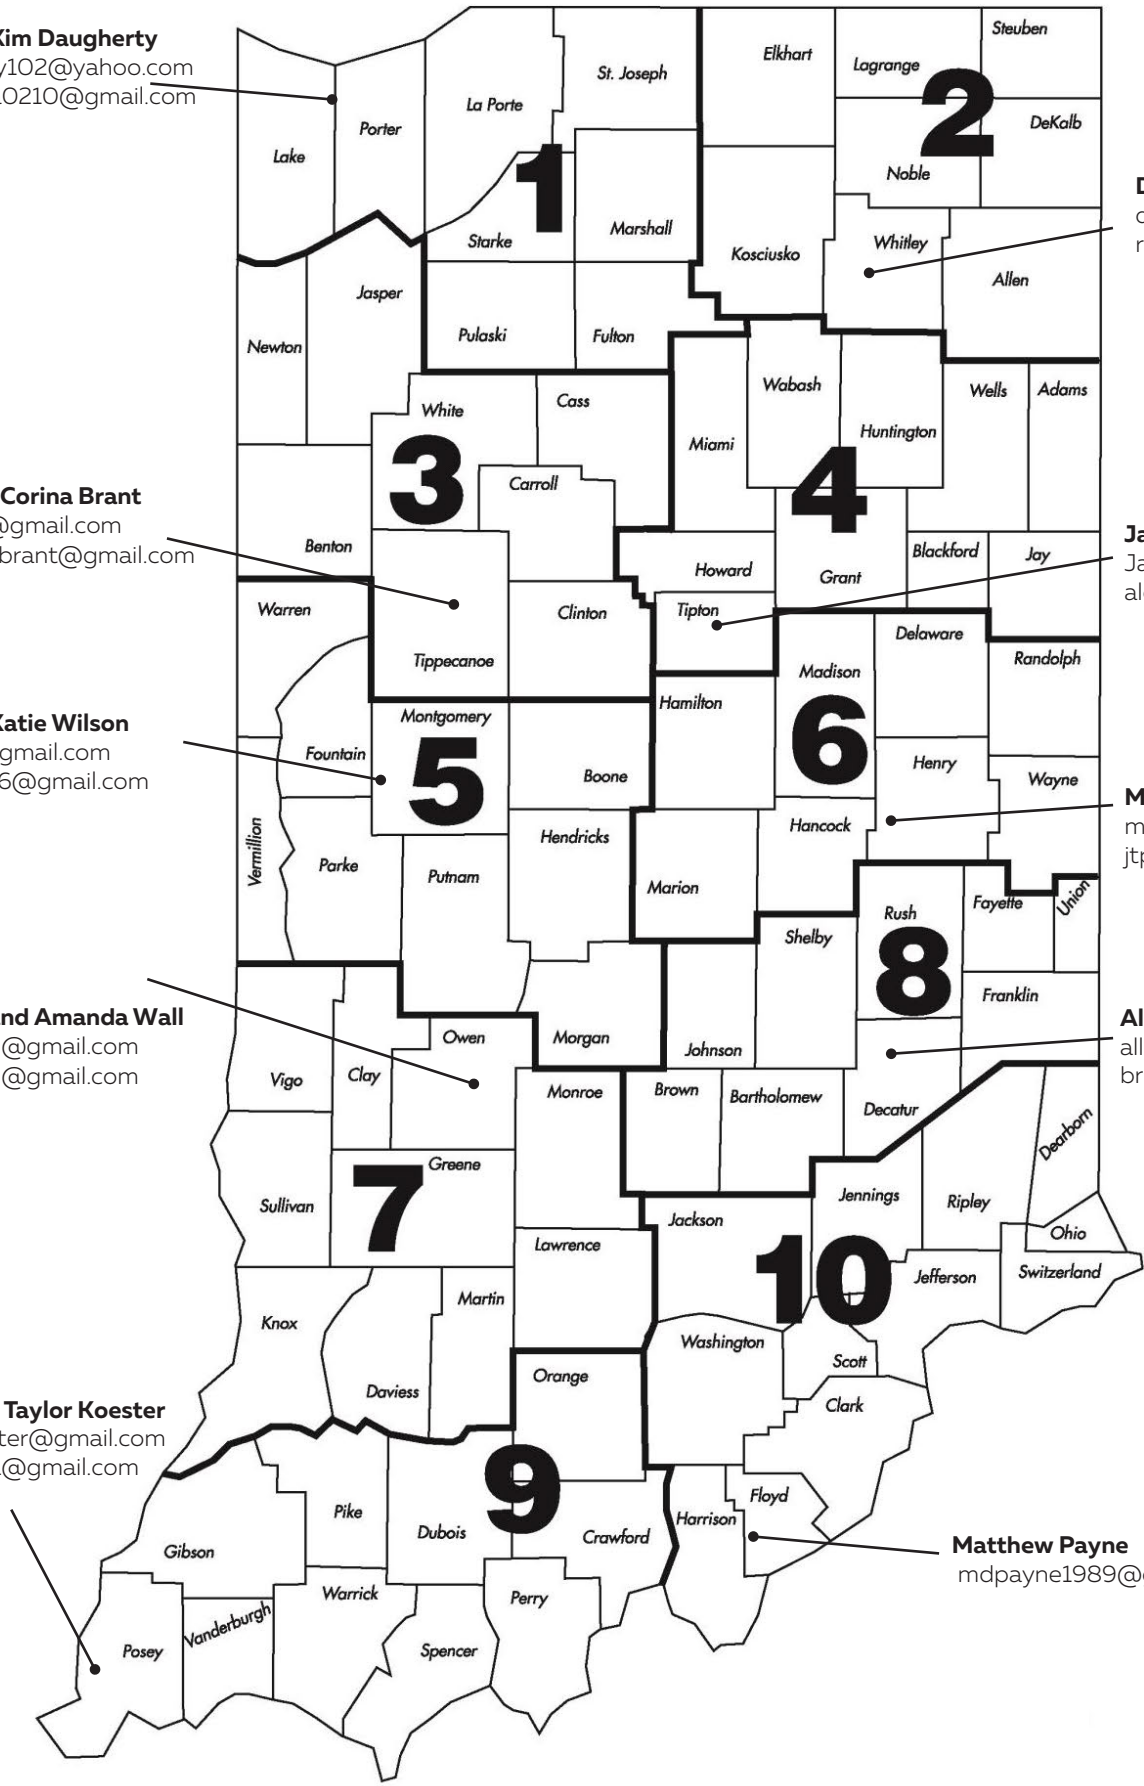 Kim Daugherty
y102@yahoo.com
10210@gmail.com
Steuben
Elkhart
Lagrange
St. Joseph
La Porte
2
DeKalb
Porter
Lake
Noble
1
Marshall
Starke
Whitley
Kosciusko
Allen
Jasper
Pulaski
Fulton
Newton
Wabash
Wells
Adams
White
Cass
Huntington
Miami
3
4
Carroll
Corina Brant
@gmail.com
brant@gmail.com
Benton
Blackford
Jay
Howard
Grant
Ja
Ja
Warren
Clinton
Tipton
Delaware
Tippecanoe
Madison
Randolph
Hamilton
Katie Wilson
gmail.com
6@gmail.com
Montgomery
Fountain
5
Boone
6
Henry
Wayne
M
m
jtp
Hancock
Hendricks
Vermillion
Parke
Putnam
Marion
Rush
Fayette
Union
Shelby
8
Franklin
and Amanda Wall
@gmail.com
@gmail.com
Owen
Morgan
Johnson
Al
all
br
Vigo
Clay
Monroe
Brown
Bartholomew
Decatur
Dearborn
Greene
7
Sullivan
Jennings
Ripley
Jackson
Ohio
Lawrence
10
Jefferson
Switzerland
Martin
Knox
Washington
Scott
Orange
Daviess
Clark
Taylor Koester
ter@gmail.com
@gmail.com
9
Floyd
Pike
Harrison
Dubois
Crawford
Gibson
Matthew Payne
mdpayne1989@
Warrick
Perry
Vanderburgh
Posey
Spencer